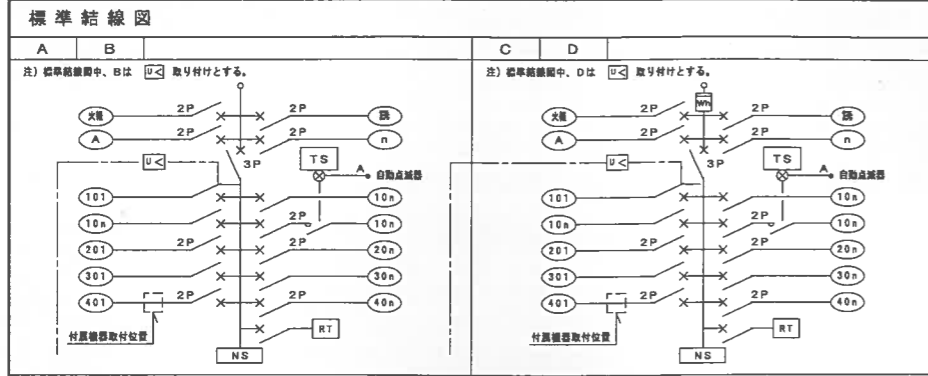 標準結線図
A B
注) 標準結線図中、Bは U< 取り付けとする。
火報 2P 2P 誘
A 2P 2P n
3P
U<
TS
A 自動点滅器
101 10n
10n 2P 10n
201 2P 2P 20n
301 30n
401 2P 2P 40n
付属機器取付位置
RT
NS
C D
注) 標準結線図中、Dは U< 取り付けとする。
Wh
火報 2P 2P 誘
A 2P 2P n
3P
U<
TS
A 自動点滅器
101 10n
10n 2P 10n
201 2P 2P 20n
301 30n
401 2P 2P 40n
付属機器取付位置
RT
NS